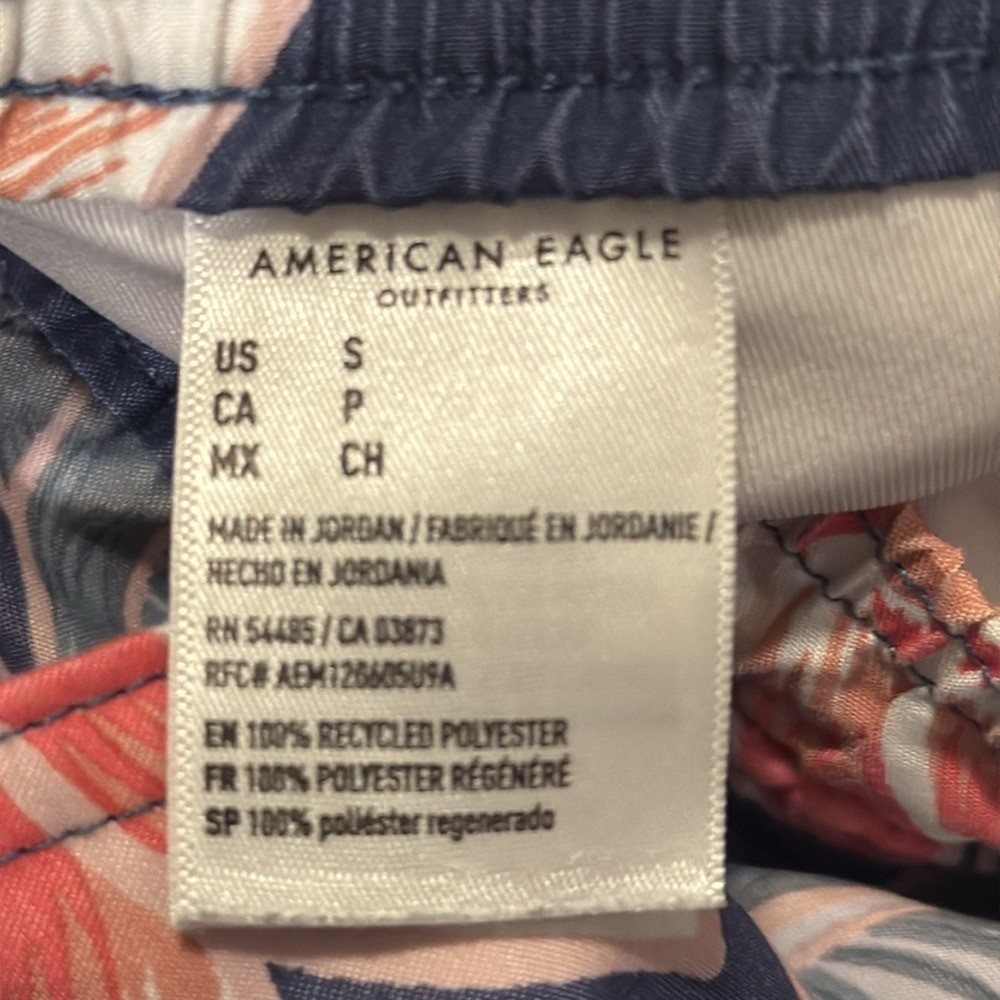 AMERICAN EAGLE
OUTFITTERS
US S
CA P
MX CH
MADE IN JORDAN / FABRIQUÉ EN JORDANIE /
HECHO EN JORDANIA
RN 54485 / CA 03873
RFC# AEM120605U9A
EN 100% RECYCLED POLYESTER
FR 100% POLYESTER RÉGÉNÉRÉ
SP 100% poliéster regenerado